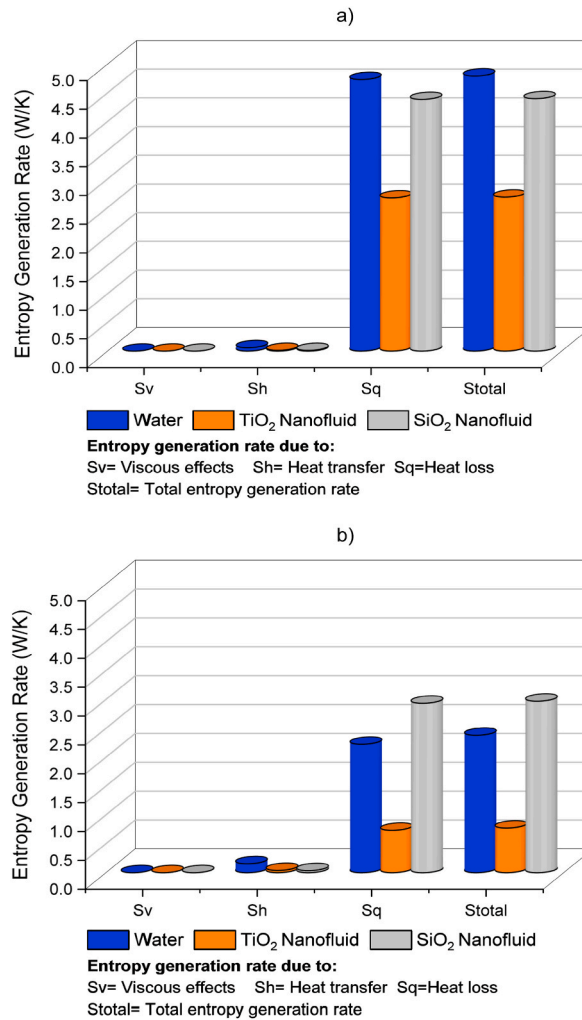 a)
Entropy Generation Rate (W/K)
5.0
4.5
4.0
3.5
3.0
2.5
2.0
1.5
1.0
0.5
0.0
Sv Sh Sq Stotal
Water TiO₂ Nanofluid SiO₂ Nanofluid
Entropy generation rate due to:
Sv= Viscous effects Sh= Heat transfer Sq=Heat loss
Stotal= Total entropy generation rate
b)
Entropy Generation Rate (W/K)
5.0
4.5
4.0
3.5
3.0
2.5
2.0
1.5
1.0
0.5
0.0
Sv Sh Sq Stotal
Water TiO₂ Nanofluid SiO₂ Nanofluid
Entropy generation rate due to:
Sv= Viscous effects Sh= Heat transfer Sq=Heat loss
Stotal= Total entropy generation rate